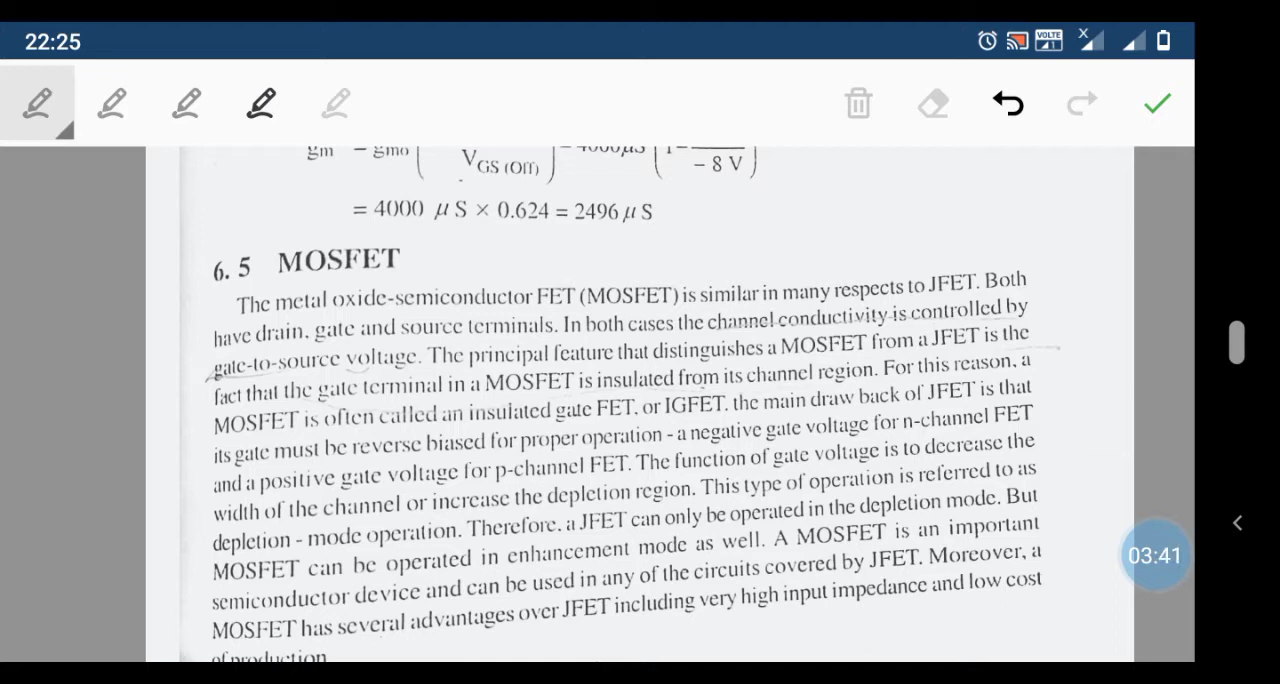 22:25
VOLTE 1 X
gm = gmo ( VGS (Off) ) = 4000 μS ( 1 - - 8 V )
= 4000 μ S × 0.624 = 2496 μ S
6. 5 MOSFET
The metal oxide-semiconductor FET (MOSFET) is similar in many respects to JFET. Both
have drain, gate and source terminals. In both cases the channel conductivity is controlled by
gate-to-source voltage. The principal feature that distinguishes a MOSFET from a JFET is the
fact that the gate terminal in a MOSFET is insulated from its channel region. For this reason, a
MOSFET is often called an insulated gate FET, or IGFET. the main draw back of JFET is that
its gate must be reverse biased for proper operation - a negative gate voltage for n-channel FET
and a positive gate voltage for p-channel FET. The function of gate voltage is to decrease the
width of the channel or increase the depletion region. This type of operation is referred to as
depletion - mode operation. Therefore, a JFET can only be operated in the depletion mode. But
MOSFET can be operated in enhancement mode as well. A MOSFET is an important
semiconductor device and can be used in any of the circuits covered by JFET. Moreover, a
MOSFET has several advantages over JFET including very high input impedance and low cost
of production
03:41